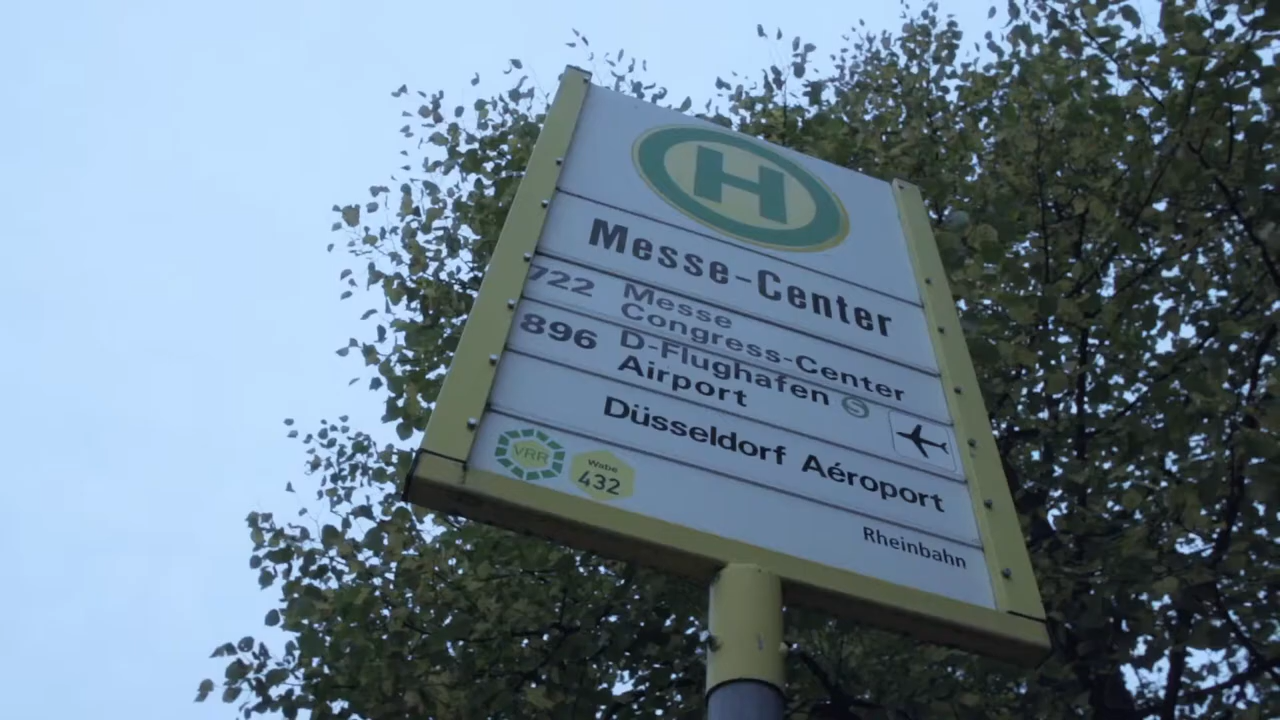 H
Messe-Center
722 Messe
Congress-Center
896 D-Flughafen S
Airport
Düsseldorf Aéroport
VRR
Wabe
432
Rheinbahn